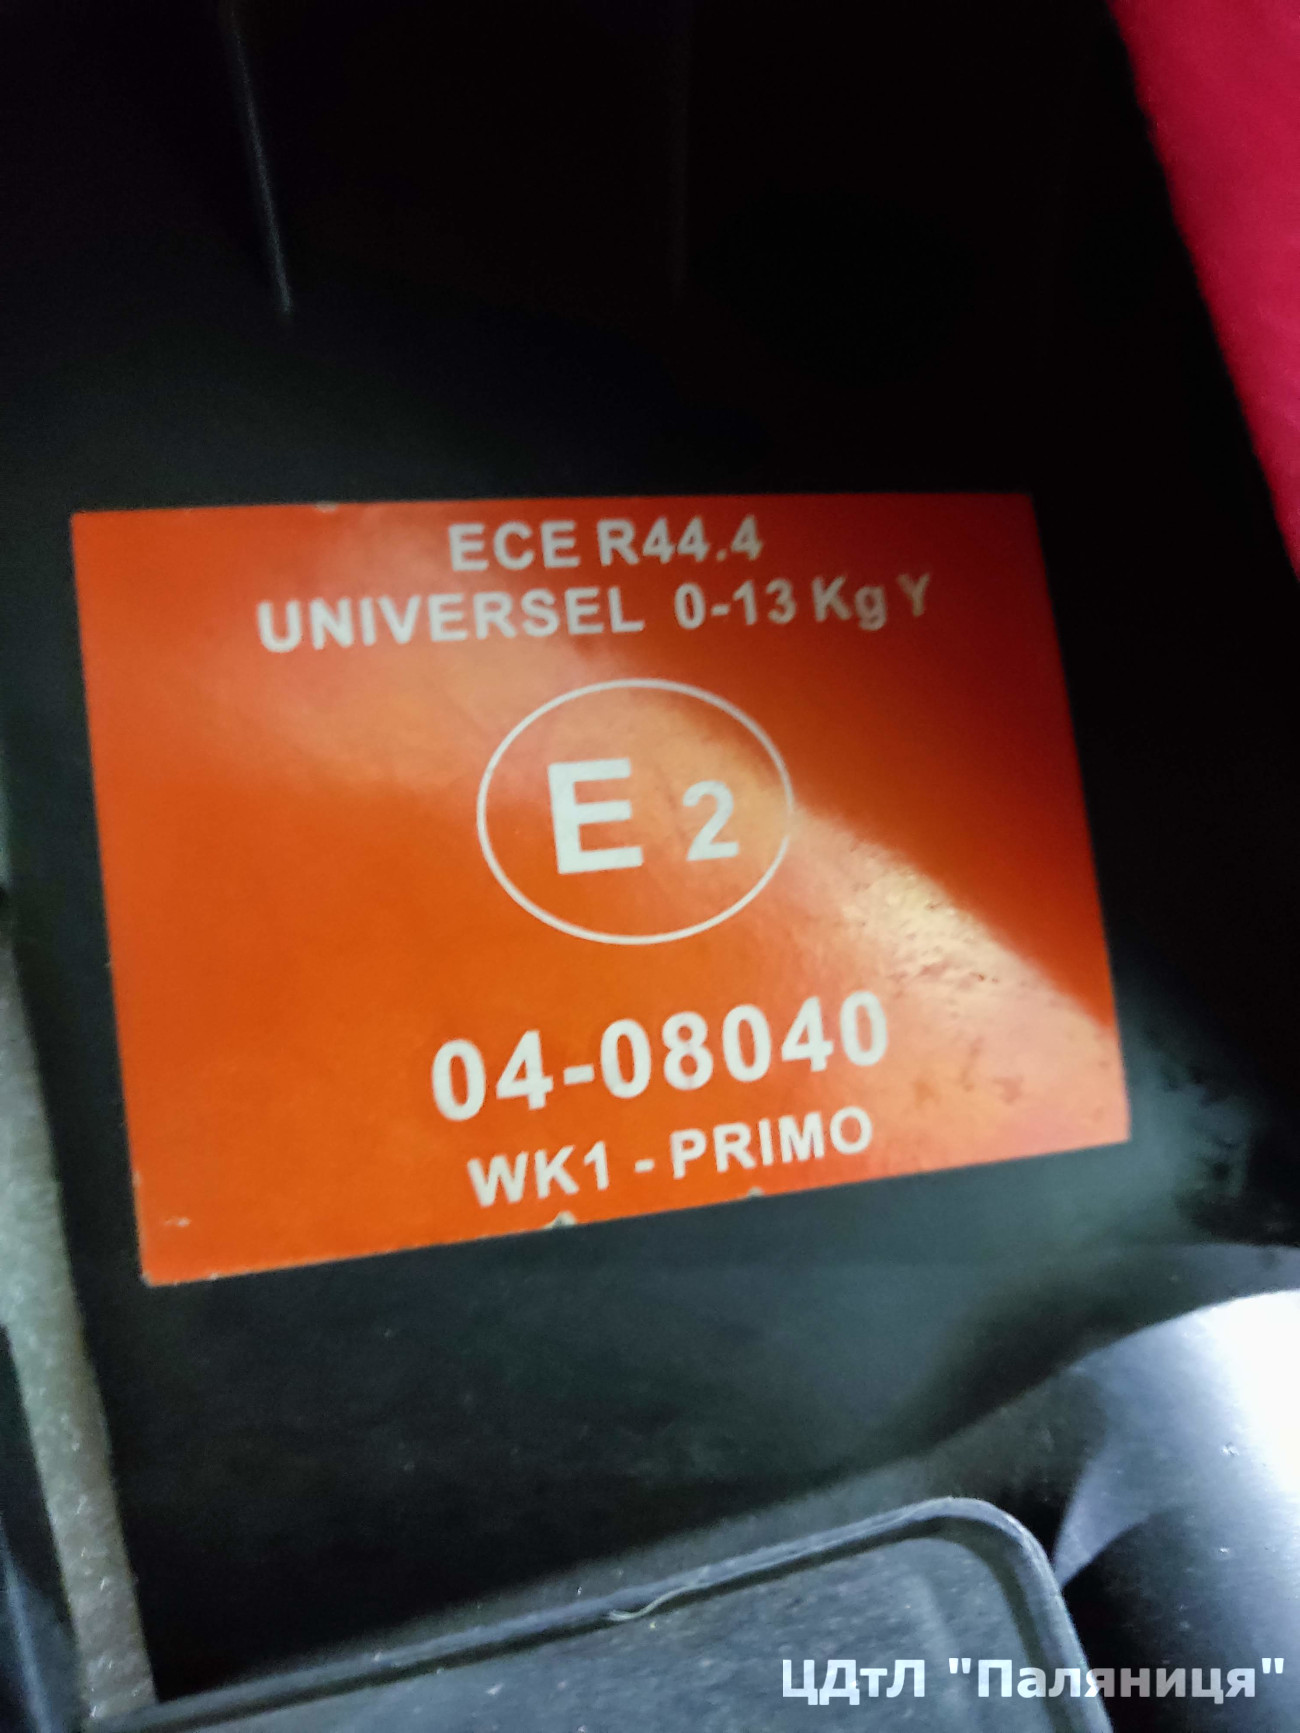 ECE R44.4
UNIVERSEL 0-13 Kg Y
E 2
04-08040
WK1 - PRIMO
ЦДтЛ "Паляниця"